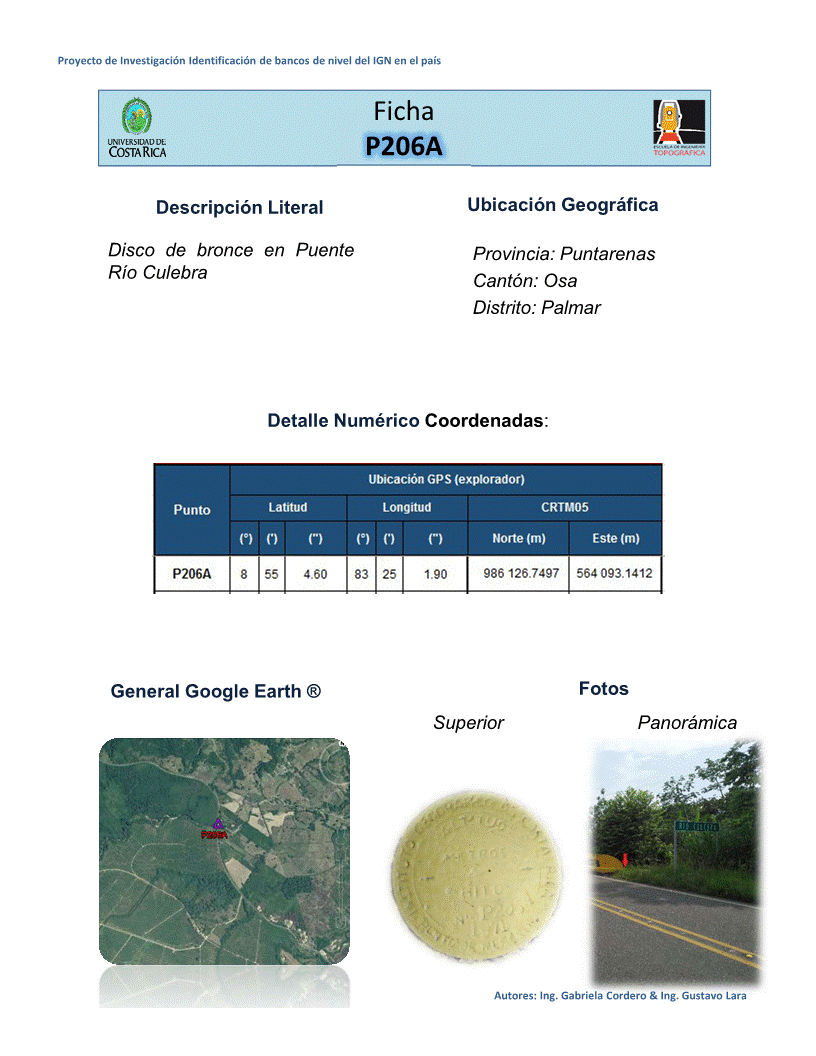 Proyecto de Investigación Identificación de bancos de nivel del IGN en el país
Ficha
P206A
UNIVERSIDAD DE
COSTA RICA
ESCUELA DE INGENIERÍA
TOPOGRÁFICA
Descripción Literal
Disco de bronce en Puente
Río Culebra
Ubicación Geográfica
Provincia: Puntarenas
Cantón: Osa
Distrito: Palmar
Detalle Numérico Coordenadas:
Punto
Ubicación GPS (explorador)
Latitud Longitud CRTM05
(°) (') (") (°) (') (") Norte (m) Este (m)
P206A 8 55 4.60 83 25 1.90 986 126.7497 564 093.1412
General Google Earth ®
P206A
Fotos
Superior
Panorámica
METROS
HITO
Autores: Ing. Gabriela Cordero & Ing. Gustavo Lara